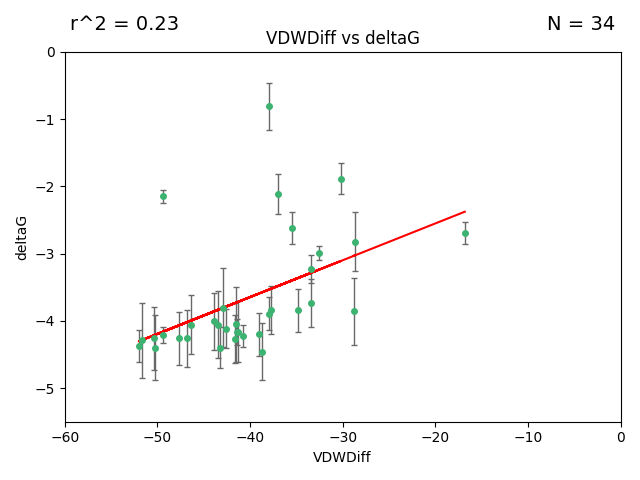 r^2 = 0.23
N = 34
VDWDiff vs deltaG
0
−1
−2
−3
−4
−5
deltaG
−60 −50 −40 −30 −20 −10 0
VDWDiff